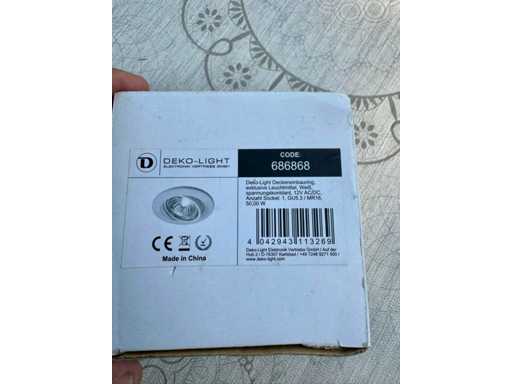 D DEKO-LIGHT
ELEKTRONIK VERTRIEBS GMBH
CODE:
686868
Deko-Light Deckeneinbauring,
exklusive Leuchtmittel, Weiß,
spannungskonstant, 12V AC/DC,
Anzahl Sockel: 1, GU5.3 / MR16,
50,00 W
CE
Made in China
4 042943 113269
Deko-Light Elektronik Vertriebs GmbH / Auf der
Hub 2 / D-76307 Karlsbad / +49 7248 9271 500 /
www.deko-light.com